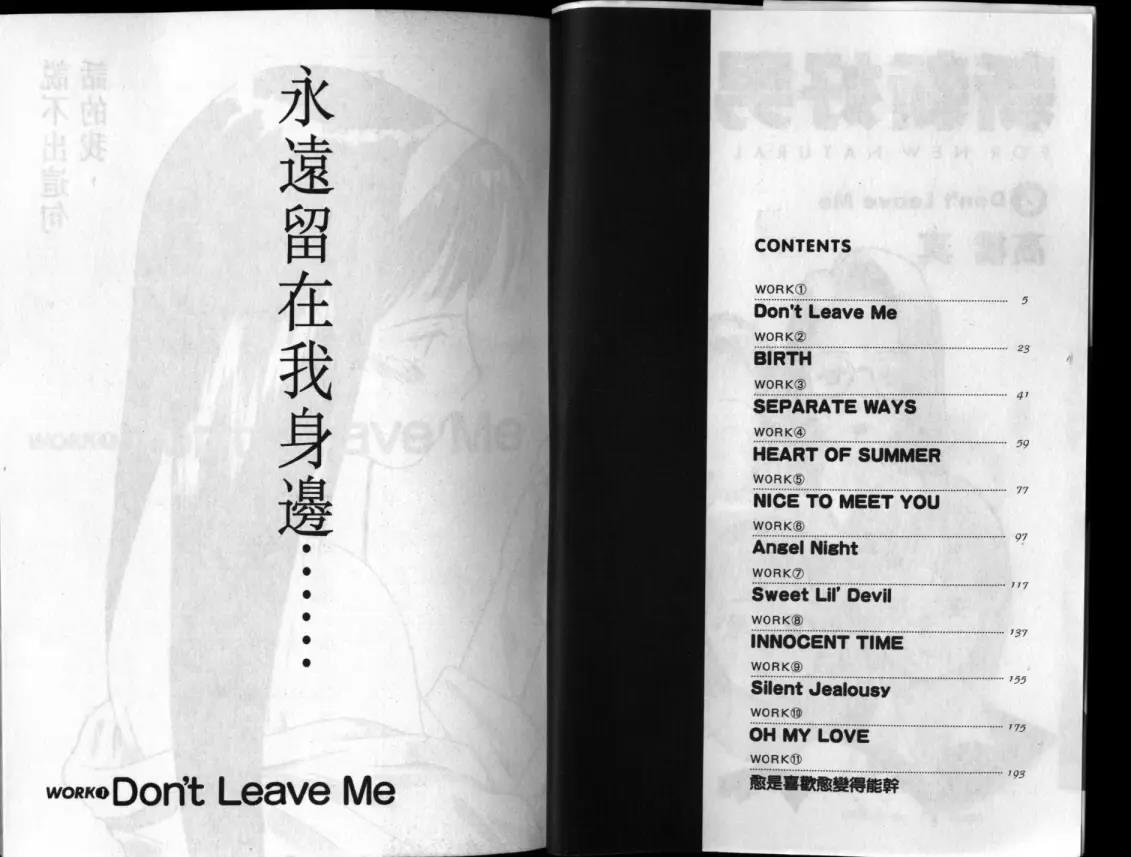 永遠留在我身邊⋯⋯
WORK❶Don't Leave Me
CONTENTS
WORK①
5
Don't Leave Me
WORK②
23
BIRTH
WORK③
41
SEPARATE WAYS
WORK④
59
HEART OF SUMMER
WORK⑤
77
NICE TO MEET YOU
WORK⑥
97
Angel Night
WORK⑦
117
Sweet Lil' Devil
WORK⑧
137
INNOCENT TIME
WORK⑨
155
Silent Jealousy
WORK⑩
175
OH MY LOVE
WORK⑪
193
愈是喜歡愈變得能幹
話的我，
說不出這句
FOR NEW NATURAL
Don't Leave Me
高橋 真